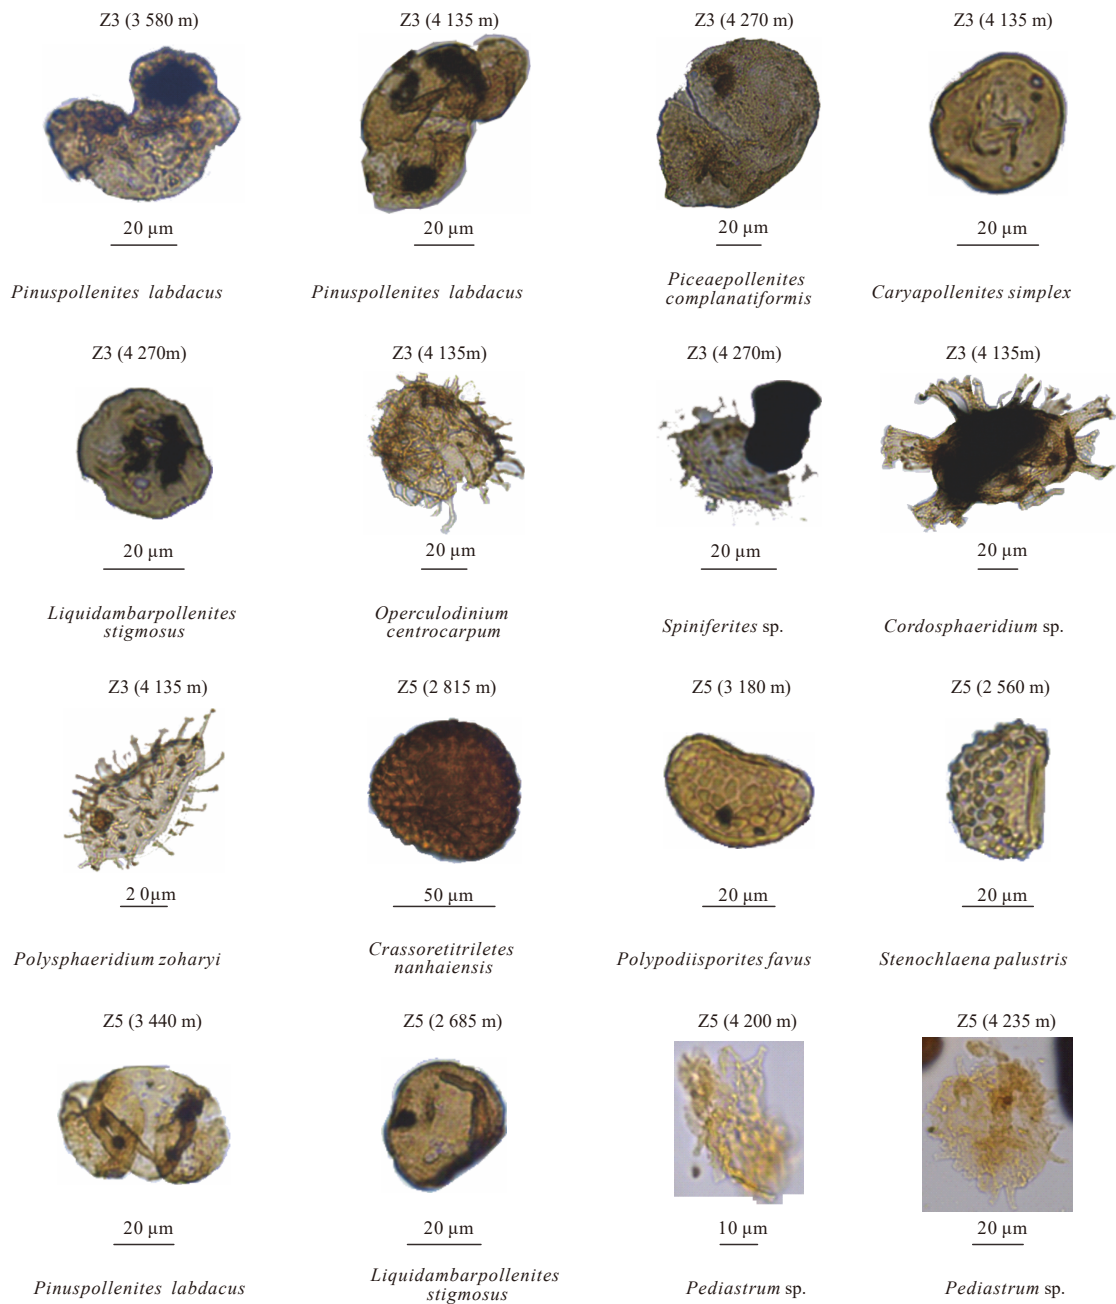 Z3 (3 580 m)
Z3 (4 135 m)
Z3 (4 270 m)
Z3 (4 135 m)
20 μm
20 μm
20 μm
20 μm
Pinuspollenites labdacus
Pinuspollenites labdacus
Piceaepollenites
complanatiformis
Caryapollenites simplex
Z3 (4 270m)
Z3 (4 135m)
Z3 (4 270m)
Z3 (4 135m)
20 μm
20 μm
20 μm
20 μm
Liquidambarpollenites
stigmosus
Operculodinium
centrocarpum
Spiniferites sp.
Cordosphaeridium sp.
Z3 (4 135 m)
Z5 (2 815 m)
Z5 (3 180 m)
Z5 (2 560 m)
2 0μm
50 μm
20 μm
20 μm
Polysphaeridium zoharyi
Crassoretitriletes
nanhaiensis
Polypodiisporites favus
Stenochlaena palustris
Z5 (3 440 m)
Z5 (2 685 m)
Z5 (4 200 m)
Z5 (4 235 m)
20 μm
20 μm
10 μm
20 μm
Pinuspollenites labdacus
Liquidambarpollenites
stigmosus
Pediastrum sp.
Pediastrum sp.